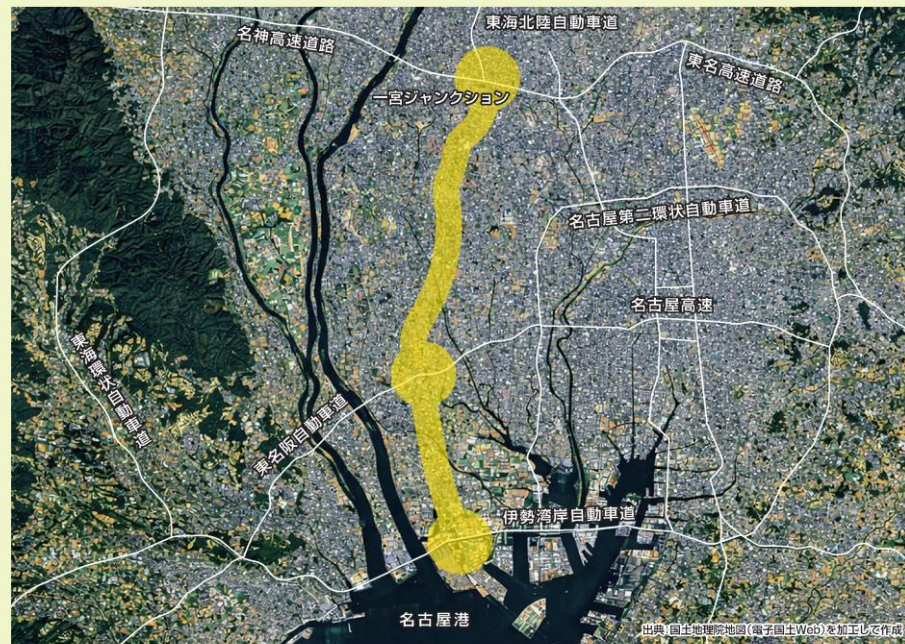 東海北陸自動車道
名神高速道路
東名高速道路
一宮ジャンクション
名古屋第二環状自動車道
名古屋高速
東海環状自動車道
東名阪自動車道
伊勢湾岸自動車道
名古屋港
出典:国土地理院地図(電子国土Web)を加工して作成